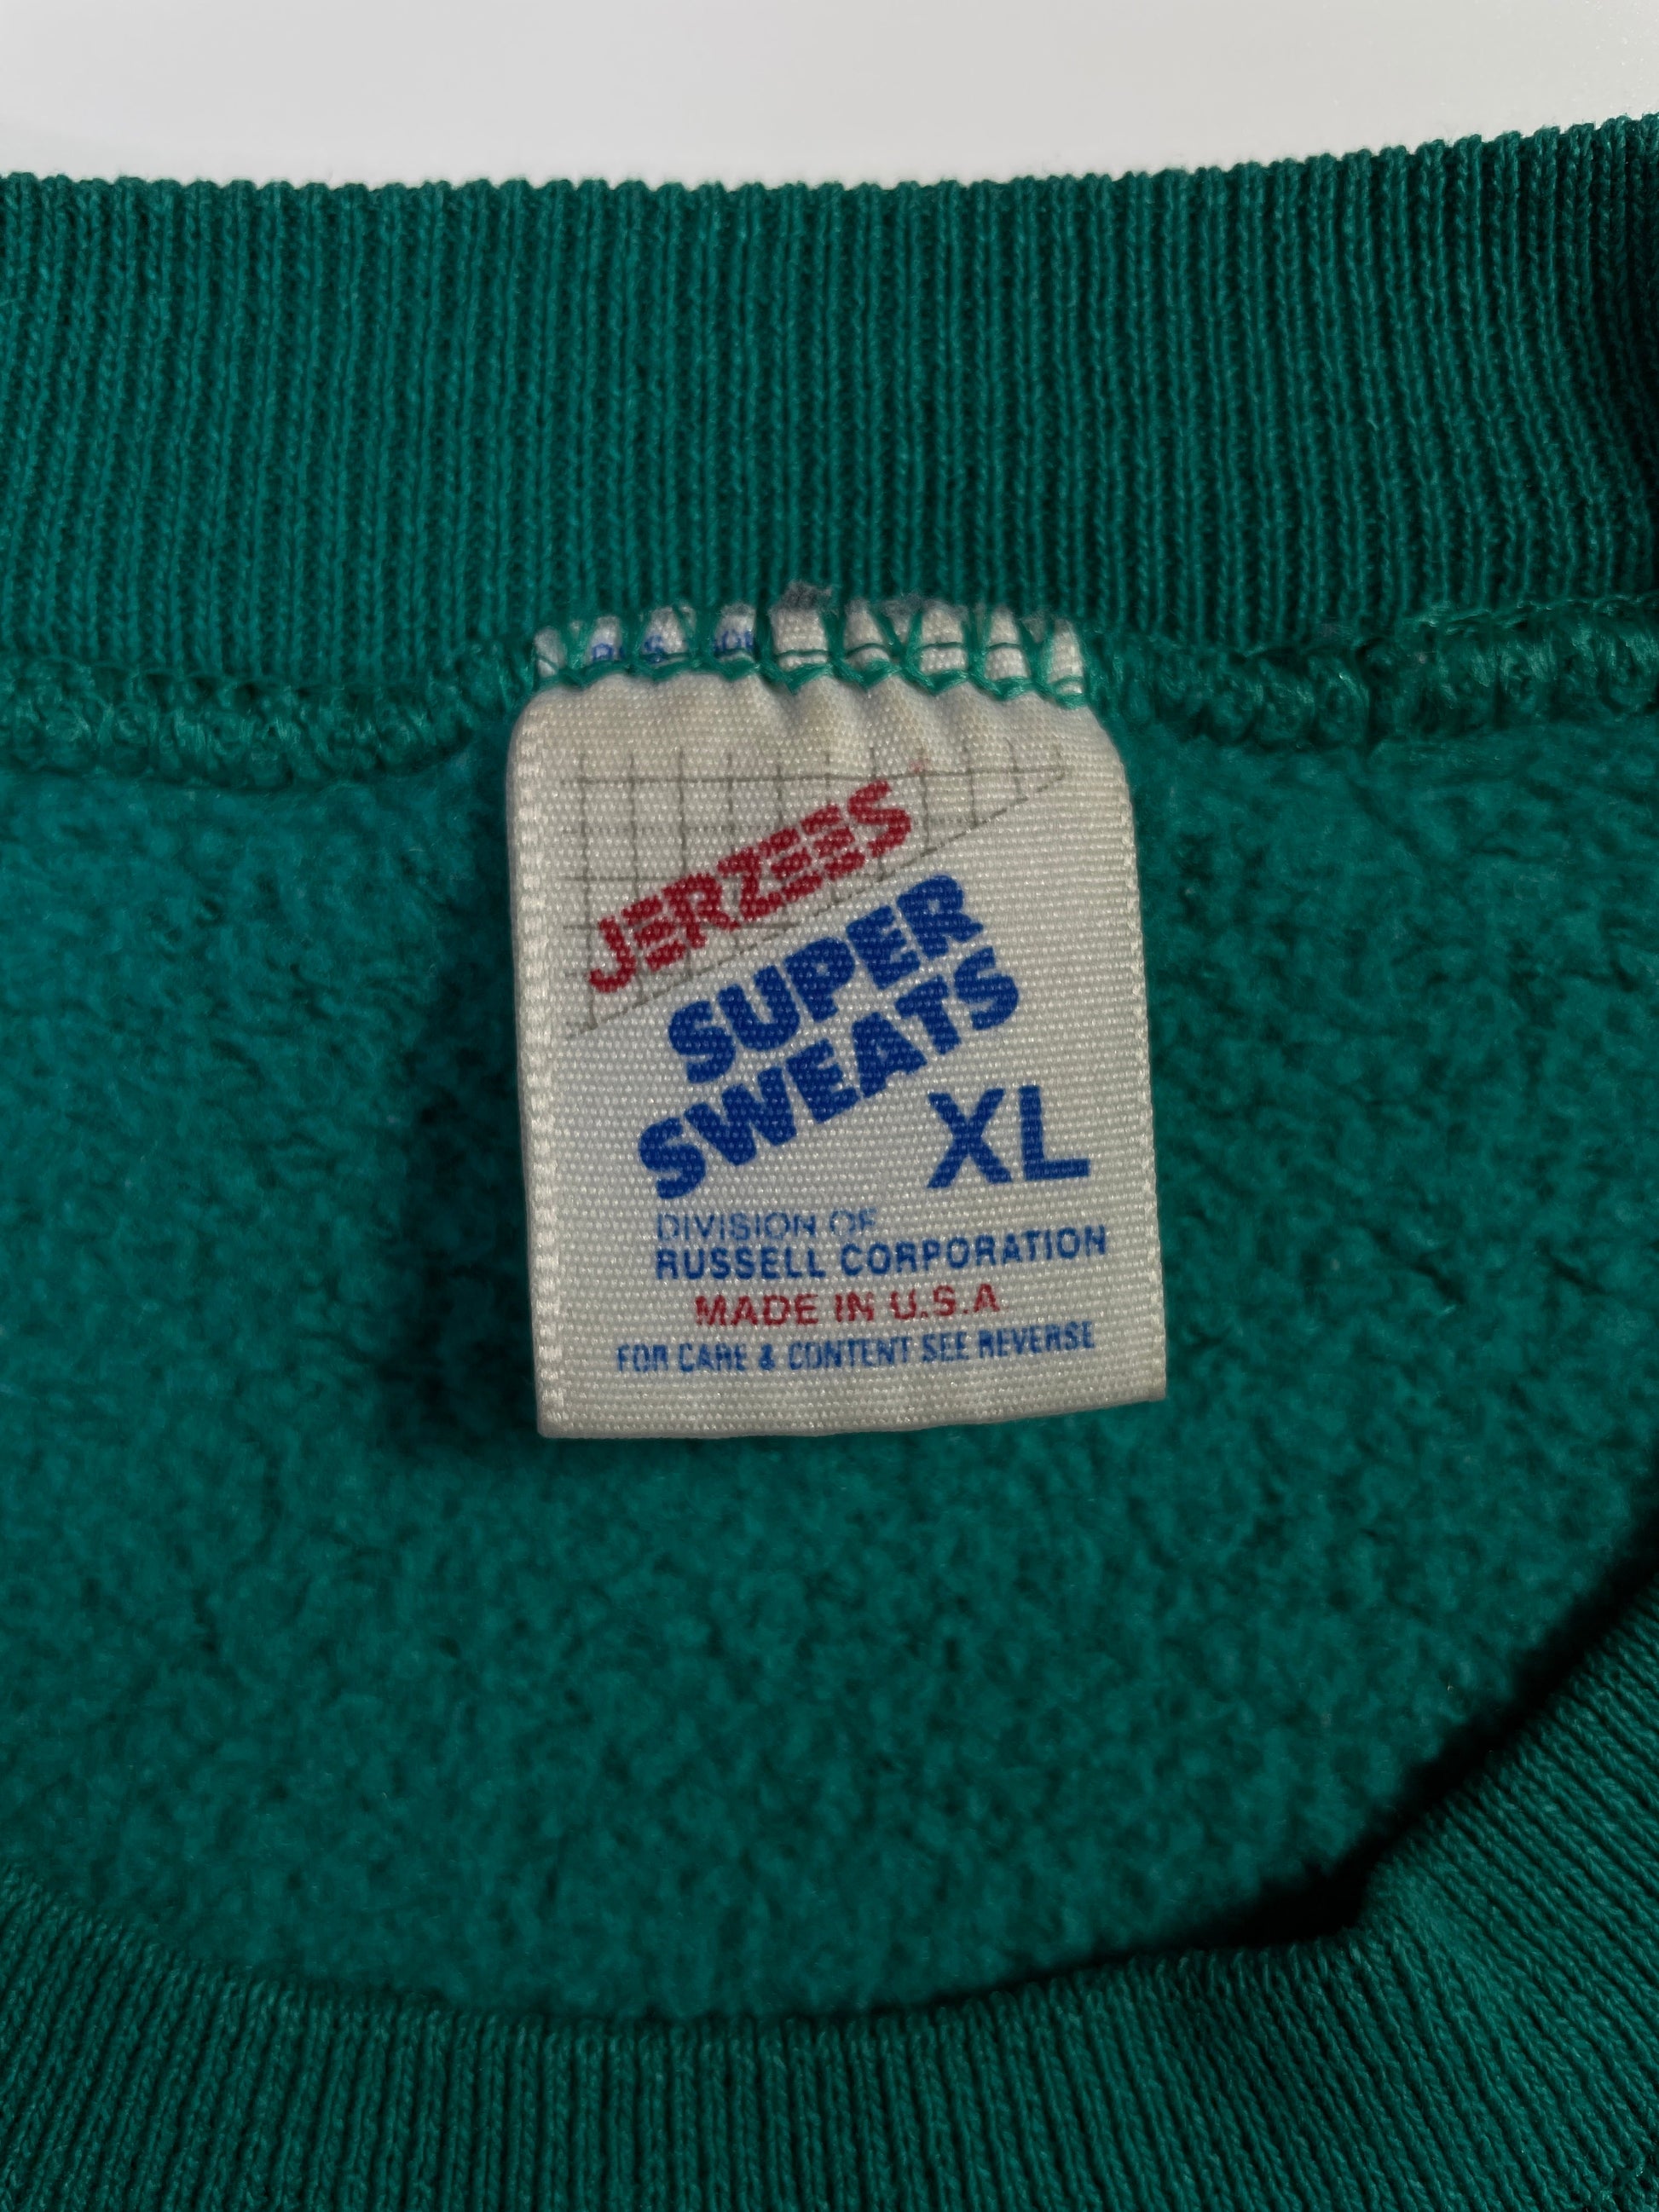 JERZEES
SUPER
SWEATS
XL
DIVISION OF
RUSSELL CORPORATION
MADE IN U.S.A
FOR CARE & CONTENT SEE REVERSE